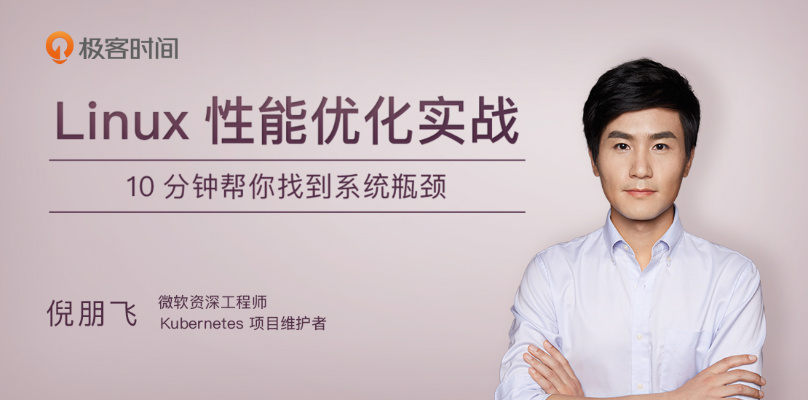 极客时间
Linux 性能优化实战
10 分钟帮你找到系统瓶颈
倪朋飞
微软资深工程师
Kubernetes 项目维护者